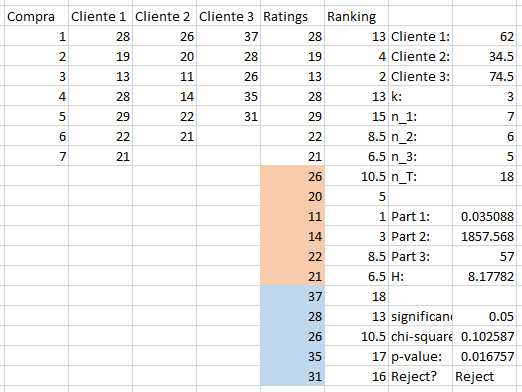 Compra Cliente 1 Cliente 2 Cliente 3 Ratings Ranking
1 28 26 37 28 13 Cliente 1: 62
2 19 20 28 19 4 Cliente 2: 34.5
3 13 11 26 13 2 Cliente 3: 74.5
4 28 14 35 28 13 k: 3
5 29 22 31 29 15 n_1: 7
6 22 21 22 8.5 n_2: 6
7 21 21 6.5 n_3: 5
26 10.5 n_T: 18
20 5
11 1 Part 1: 0.035088
14 3 Part 2: 1857.568
22 8.5 Part 3: 57
21 6.5 H: 8.17782
37 18
28 13 significan 0.05
26 10.5 chi-square 0.102587
35 17 p-value: 0.016757
31 16 Reject? Reject